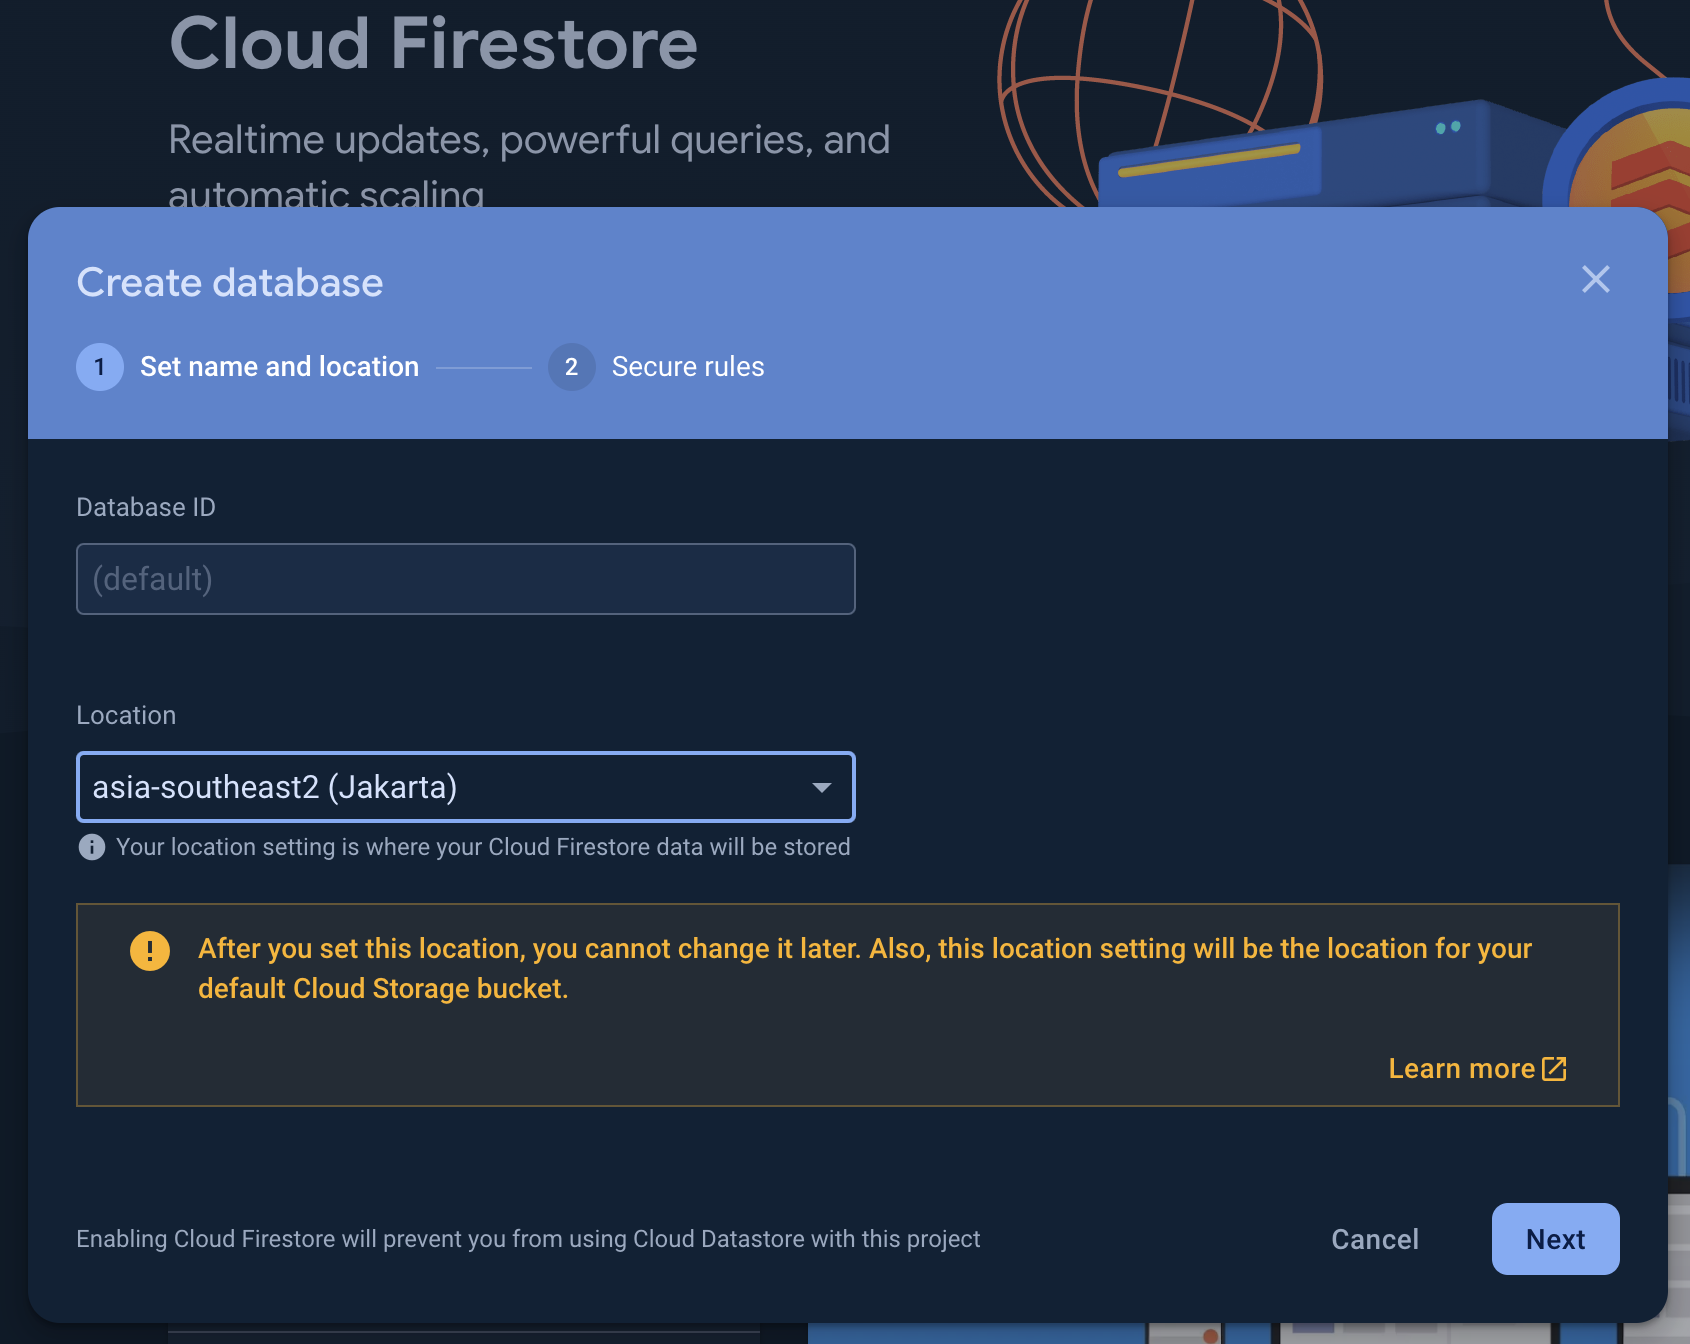 Cloud Firestore
Realtime updates, powerful queries, and
automatic scaling
Create database
1 Set name and location 2 Secure rules
Database ID
(default)
Location
asia-southeast2 (Jakarta)
Your location setting is where your Cloud Firestore data will be stored
After you set this location, you cannot change it later. Also, this location setting will be the location for your
default Cloud Storage bucket.
Learn more
Enabling Cloud Firestore will prevent you from using Cloud Datastore with this project
Cancel
Next